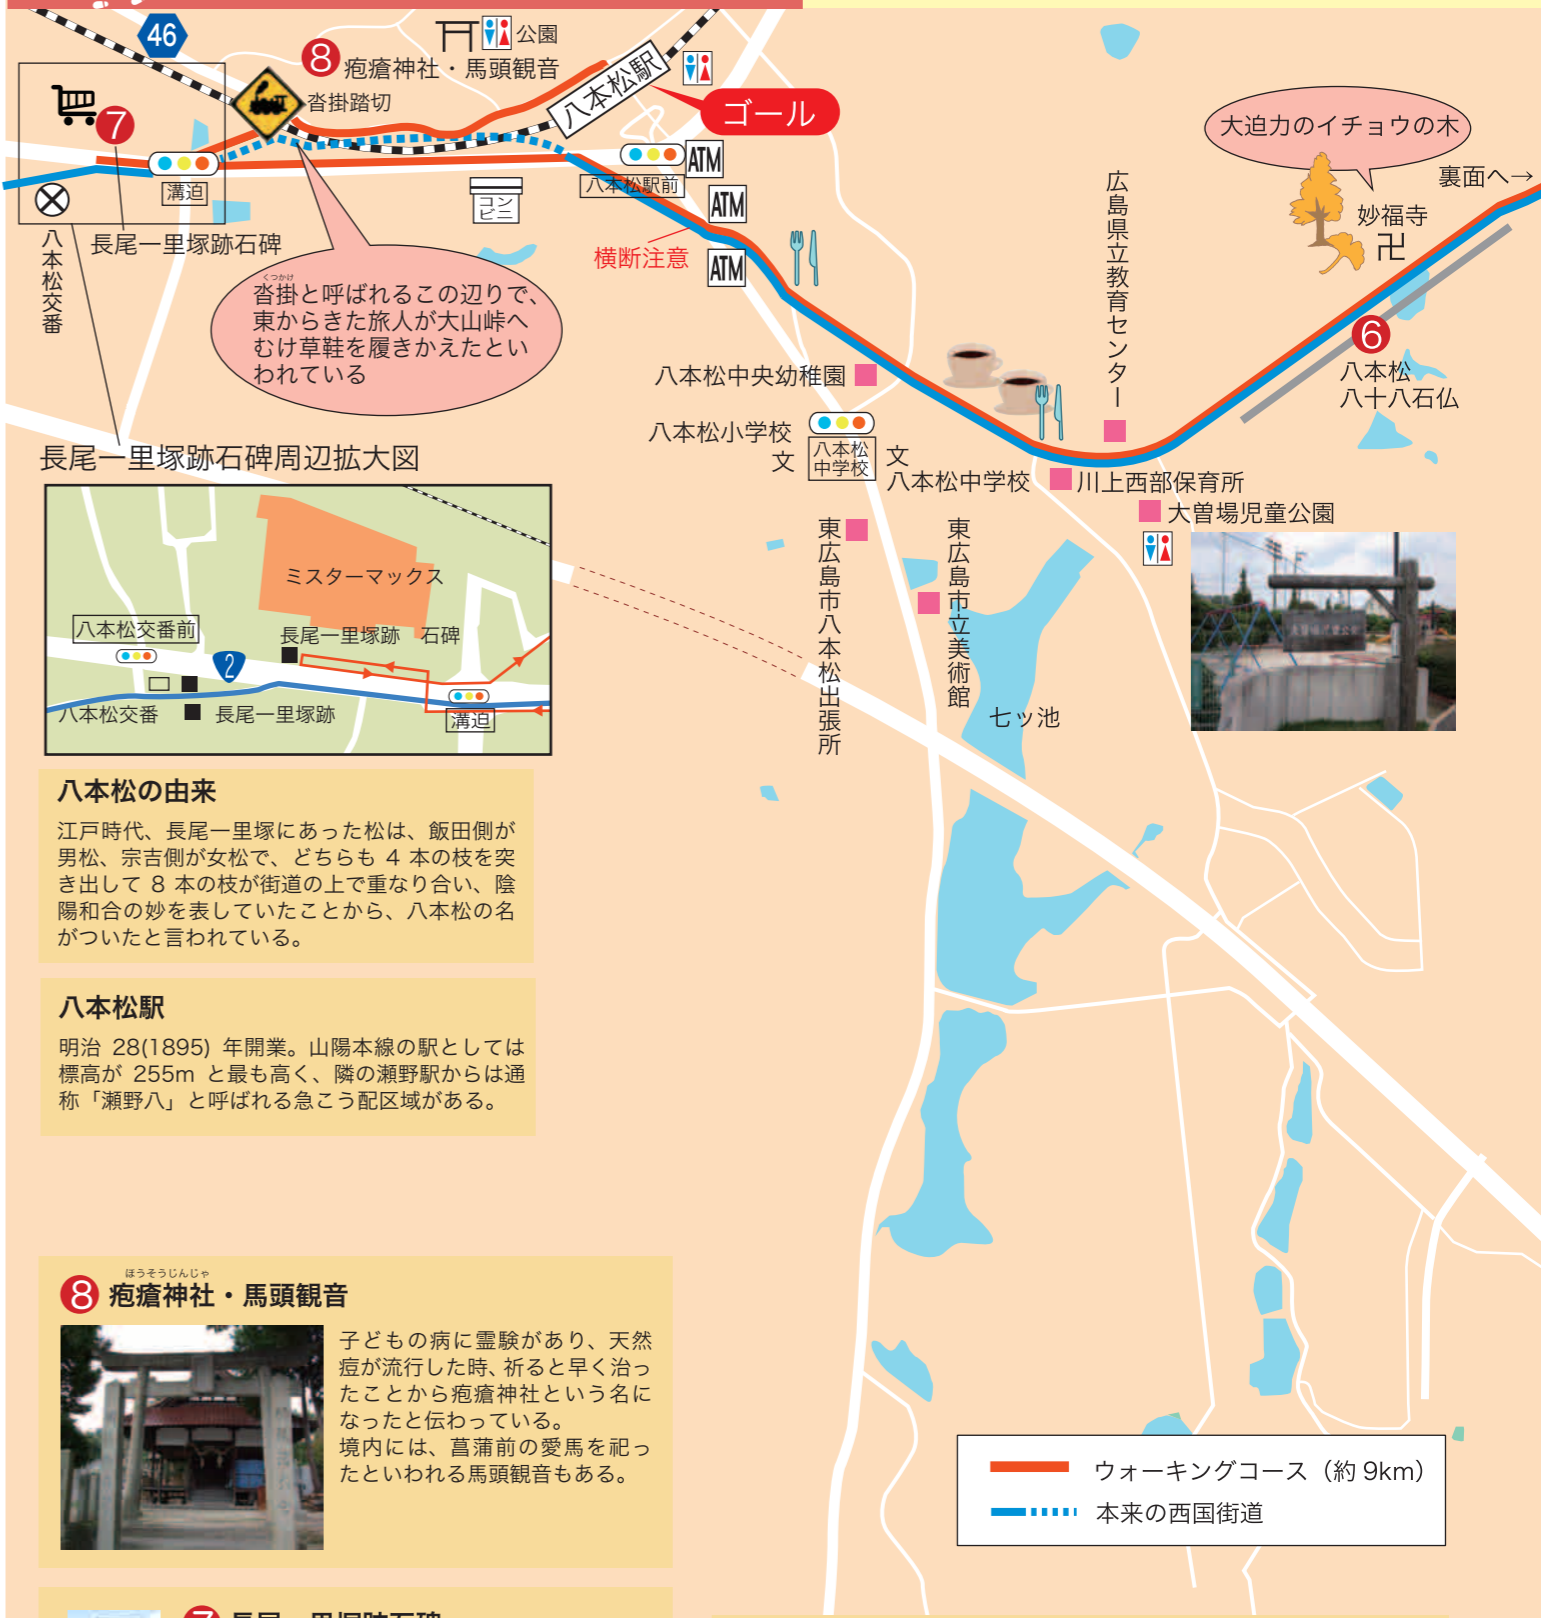 46
8
疱瘡神社・馬頭観音
公園
八本松駅
ゴール
沓掛踏切
7
溝迫
八本松交番
長尾一里塚跡石碑
コン
ビニ
八本松駅前
ATM
ATM
ATM
横断注意
くつかけ
沓掛と呼ばれるこの辺りで、
東からきた旅人が大山峠へ
むけ草鞋を履きかえたとい
われている
大迫力のイチョウの木
裏面へ→
妙福寺
卍
6
八本松
八十八石仏
広島県立教育センター
八本松中央幼稚園
八本松小学校
文
八本松
中学校
文
八本松中学校
川上西部保育所
大曽場児童公園
東広島市八本松出張所
東広島市立美術館
七ッ池
長尾一里塚跡石碑周辺拡大図
ミスターマックス
八本松交番前
長尾一里塚跡 石碑
2
八本松交番
長尾一里塚跡
溝迫
八本松の由来
江戸時代、長尾一里塚にあった松は、飯田側が
男松、宗吉側が女松で、どちらも 4 本の枝を突
き出して 8 本の枝が街道の上で重なり合い、陰
陽和合の妙を表していたことから、八本松の名
がついたと言われている。
八本松駅
明治 28(1895) 年開業。山陽本線の駅としては
標高が 255m と最も高く、隣の瀬野駅からは通
称「瀬野八」と呼ばれる急こう配区域がある。
ほうそうじんじゃ
8 疱瘡神社・馬頭観音
子どもの病に霊験があり、天然
痘が流行した時、祈ると早く治っ
たことから疱瘡神社という名に
なったと伝わっている。
境内には、菖蒲前の愛馬を祀っ
たといわれる馬頭観音もある。
ウォーキングコース（約 9km）
本来の西国街道
7 長尾一里塚跡石碑